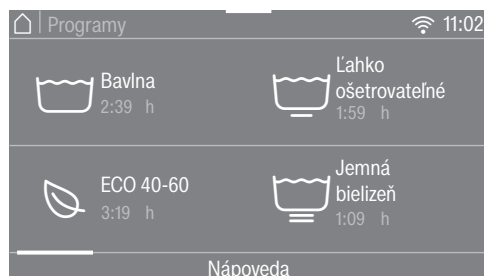 Programy
11:02
Bavlna
2:39 h
Ľahko
ošetrovateľné
1:59 h
ECO 40-60
3:19 h
Jemná
bielizeň
1:09 h
Nápoveda